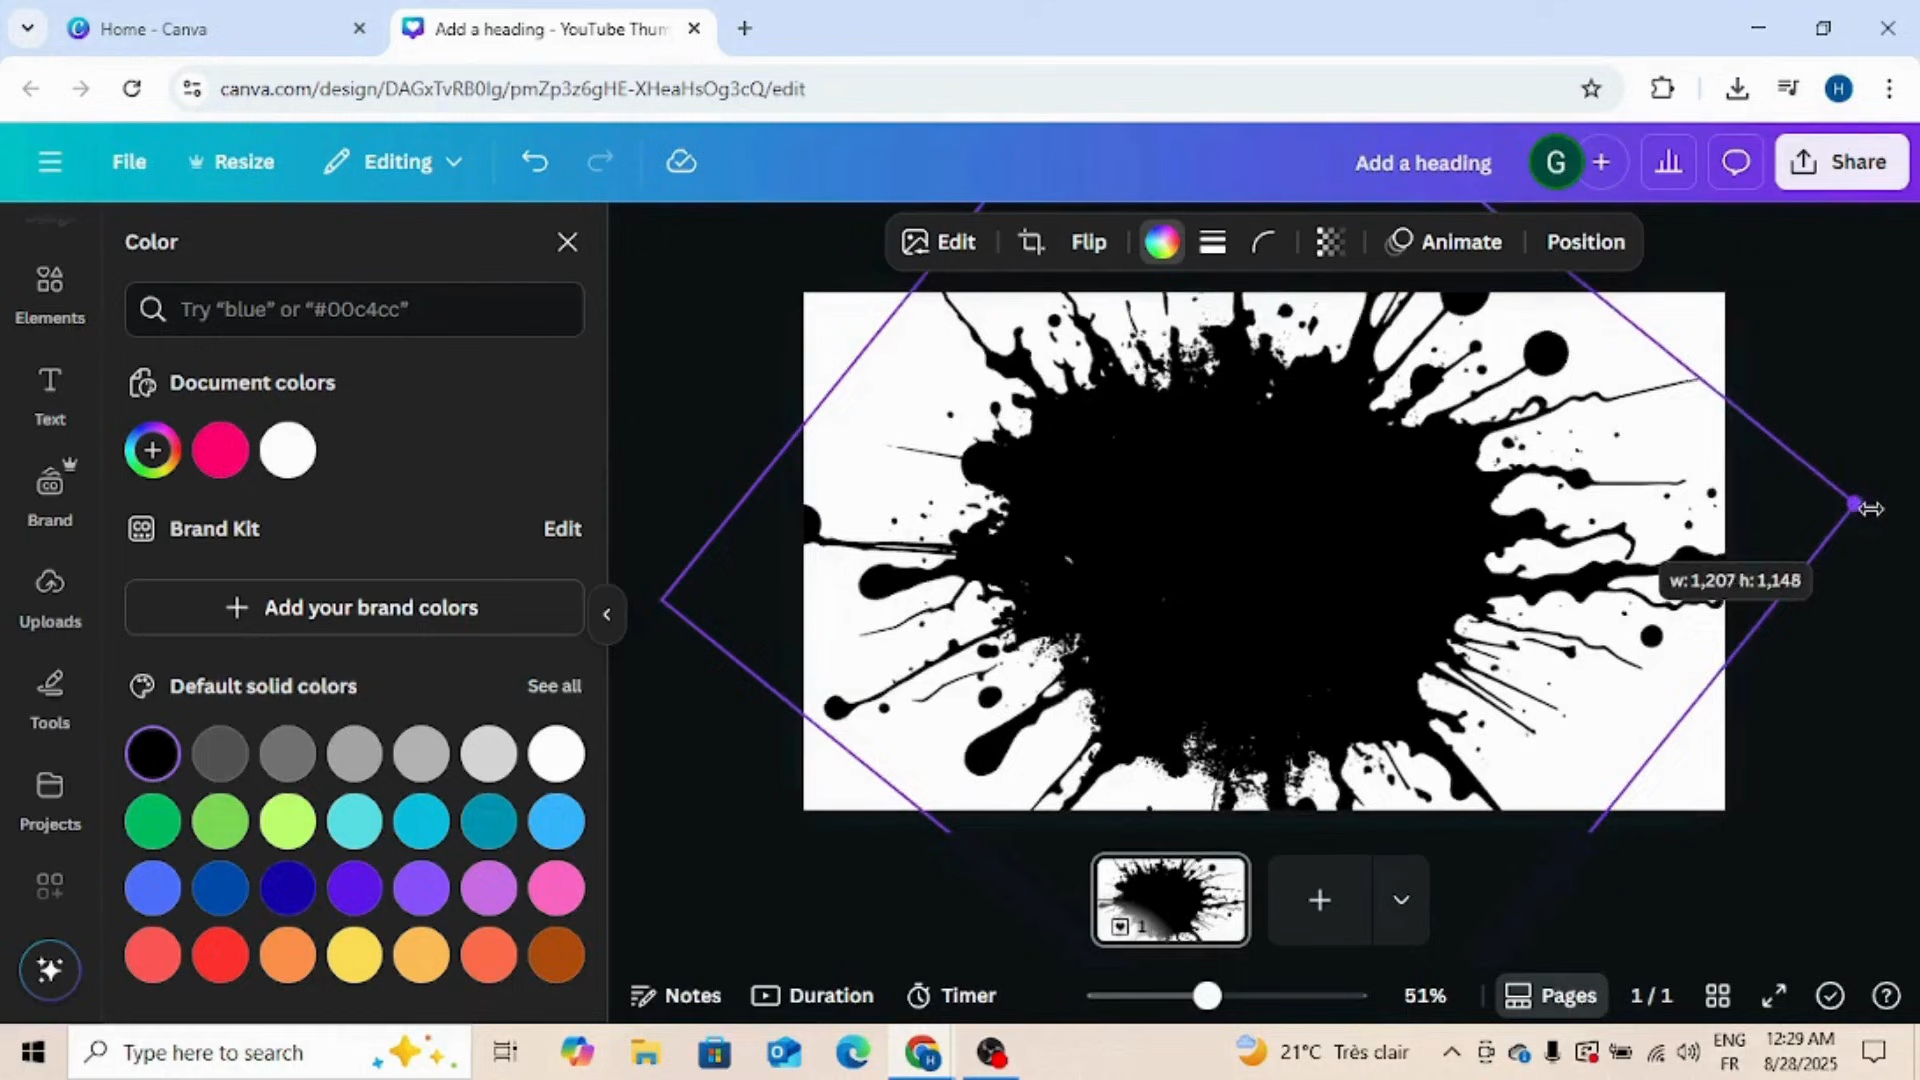 Home - Canva
Add a heading - YouTube Thum
canva.com/design/DAGxTvRB0Ig/pmZp3z6gHE-XHeaHsOg3cQ/edit
H
File
Resize
Editing
Add a heading
G
Share
Elements
Text
Brand
Uploads
Tools
Projects
Color
Try “blue” or “#00c4cc”
Document colors
Brand Kit
Edit
Add your brand colors
Default solid colors
See all
Edit
Flip
Animate
Position
w: 1,207 h: 1,148
1
Notes
Duration
Timer
51%
Pages
1 / 1
Type here to search
21°C Très clair
ENG
FR
12:29 AM
8/28/2025